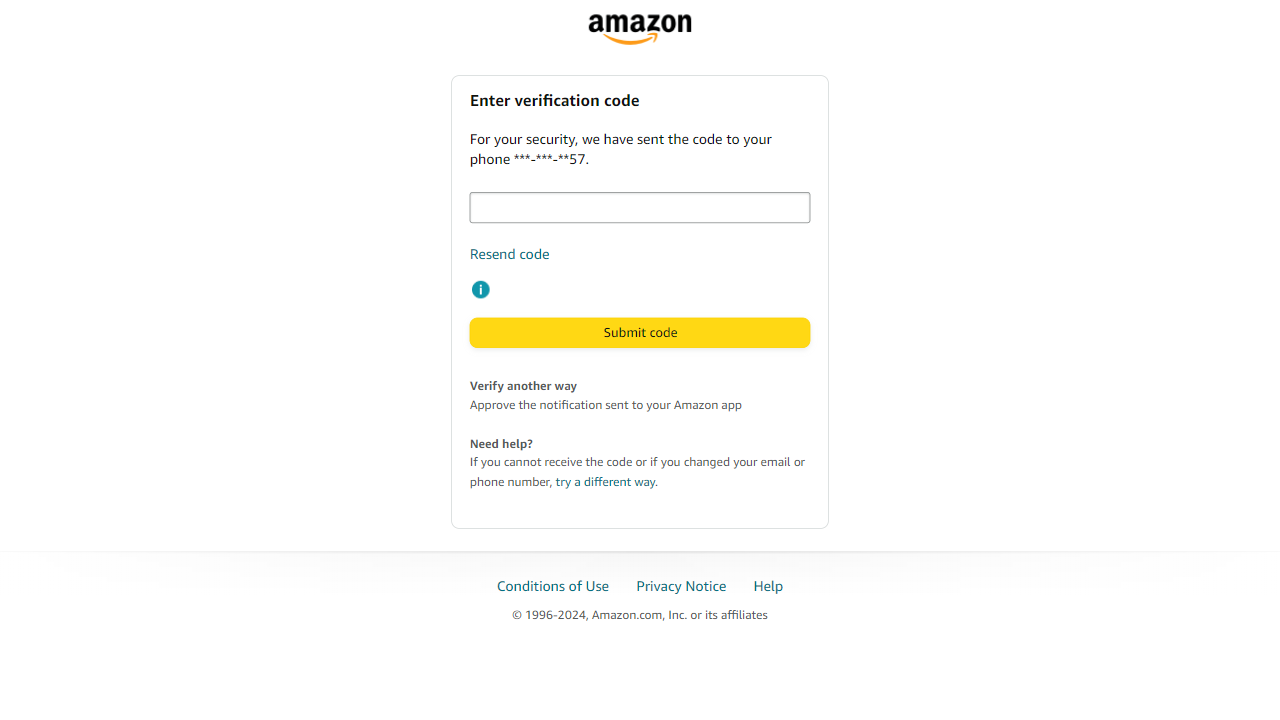 amazon
Enter verification code
For your security, we have sent the code to your
phone ***-***-**57.
Resend code
i
Submit code
Verify another way
Approve the notification sent to your Amazon app
Need help?
If you cannot receive the code or if you changed your email or
phone number, try a different way.
Conditions of Use Privacy Notice Help
© 1996-2024, Amazon.com, Inc. or its affiliates